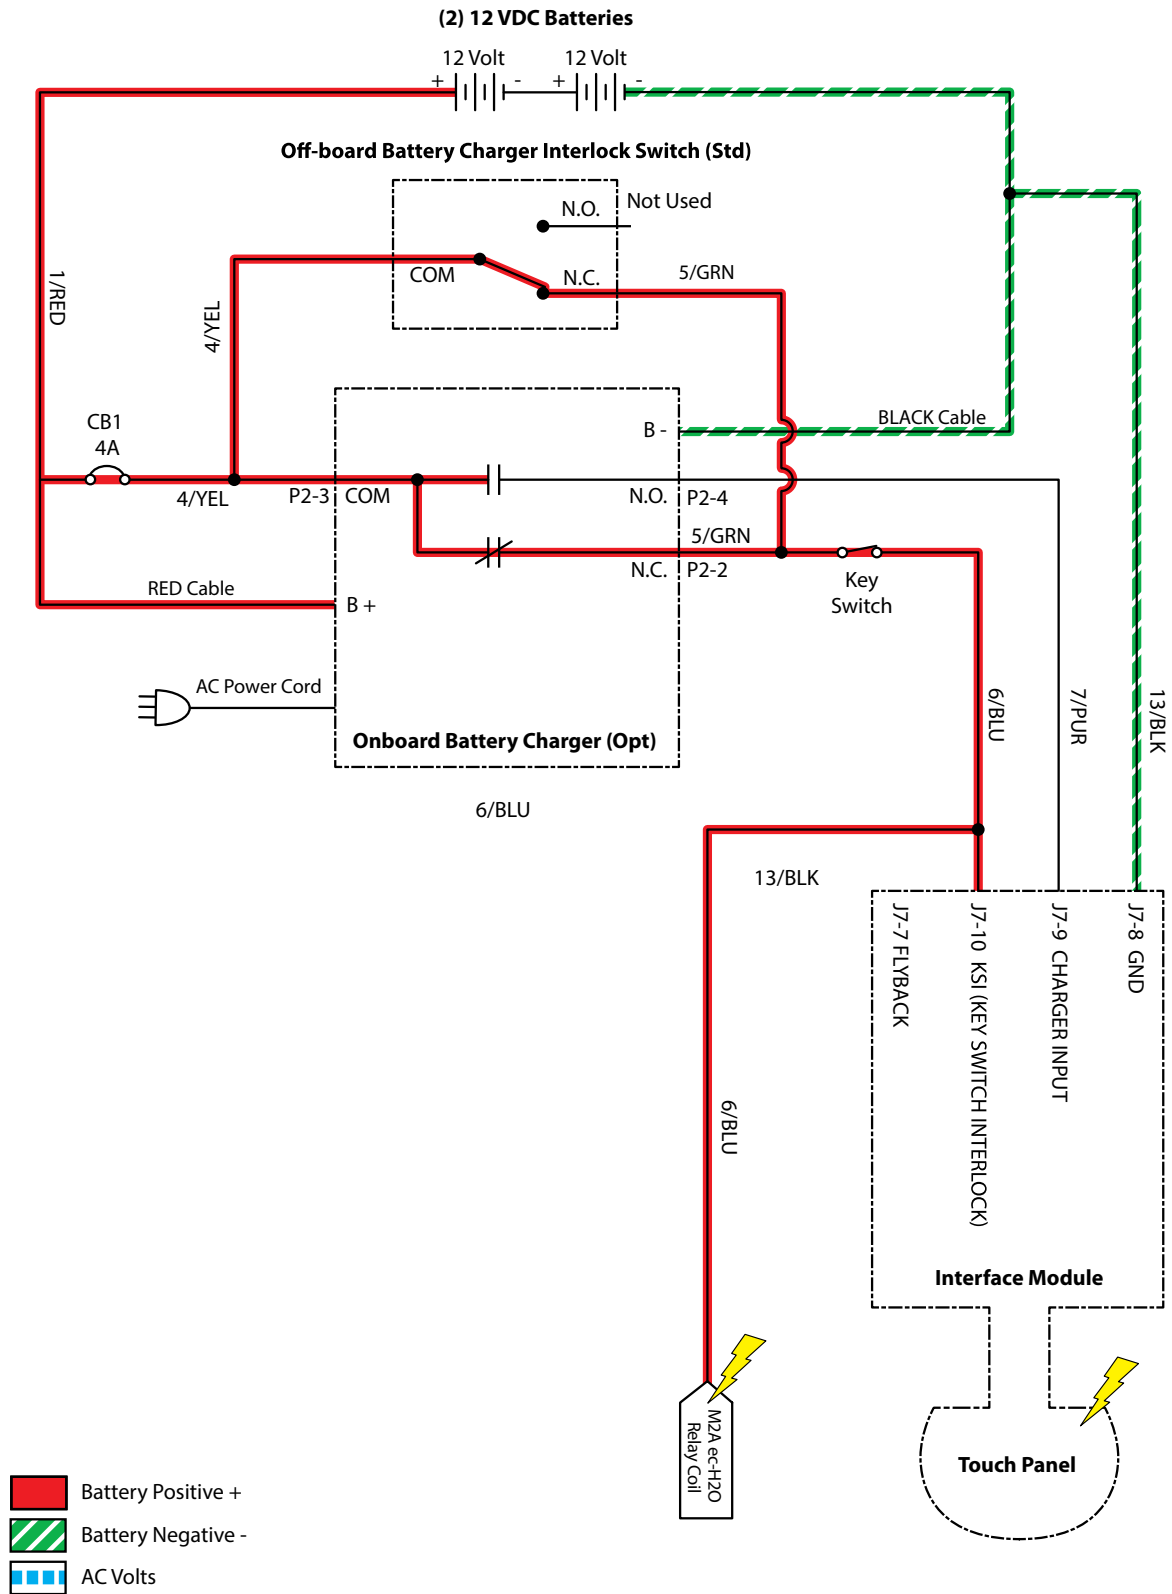 (2) 12 VDC Batteries
12 Volt
12 Volt
+
-
+
-
Off-board Battery Charger Interlock Switch (Std)
N.O.
Not Used
COM
N.C.
5/GRN
1/RED
4/YEL
CB1
4A
B -
BLACK Cable
4/YEL
P2-3
COM
N.O.
P2-4
5/GRN
N.C.
P2-2
Key
Switch
RED Cable
B +
AC Power Cord
Onboard Battery Charger (Opt)
6/BLU
7/PUR
13/BLK
6/BLU
13/BLK
J7-7 FLYBACK
J7-10 KSI (KEY SWITCH INTERLOCK)
J7-9 CHARGER INPUT
J7-8 GND
6/BLU
Interface Module
M2A ec-H2O
Relay Coil
Touch Panel
Battery Positive +
Battery Negative -
AC Volts